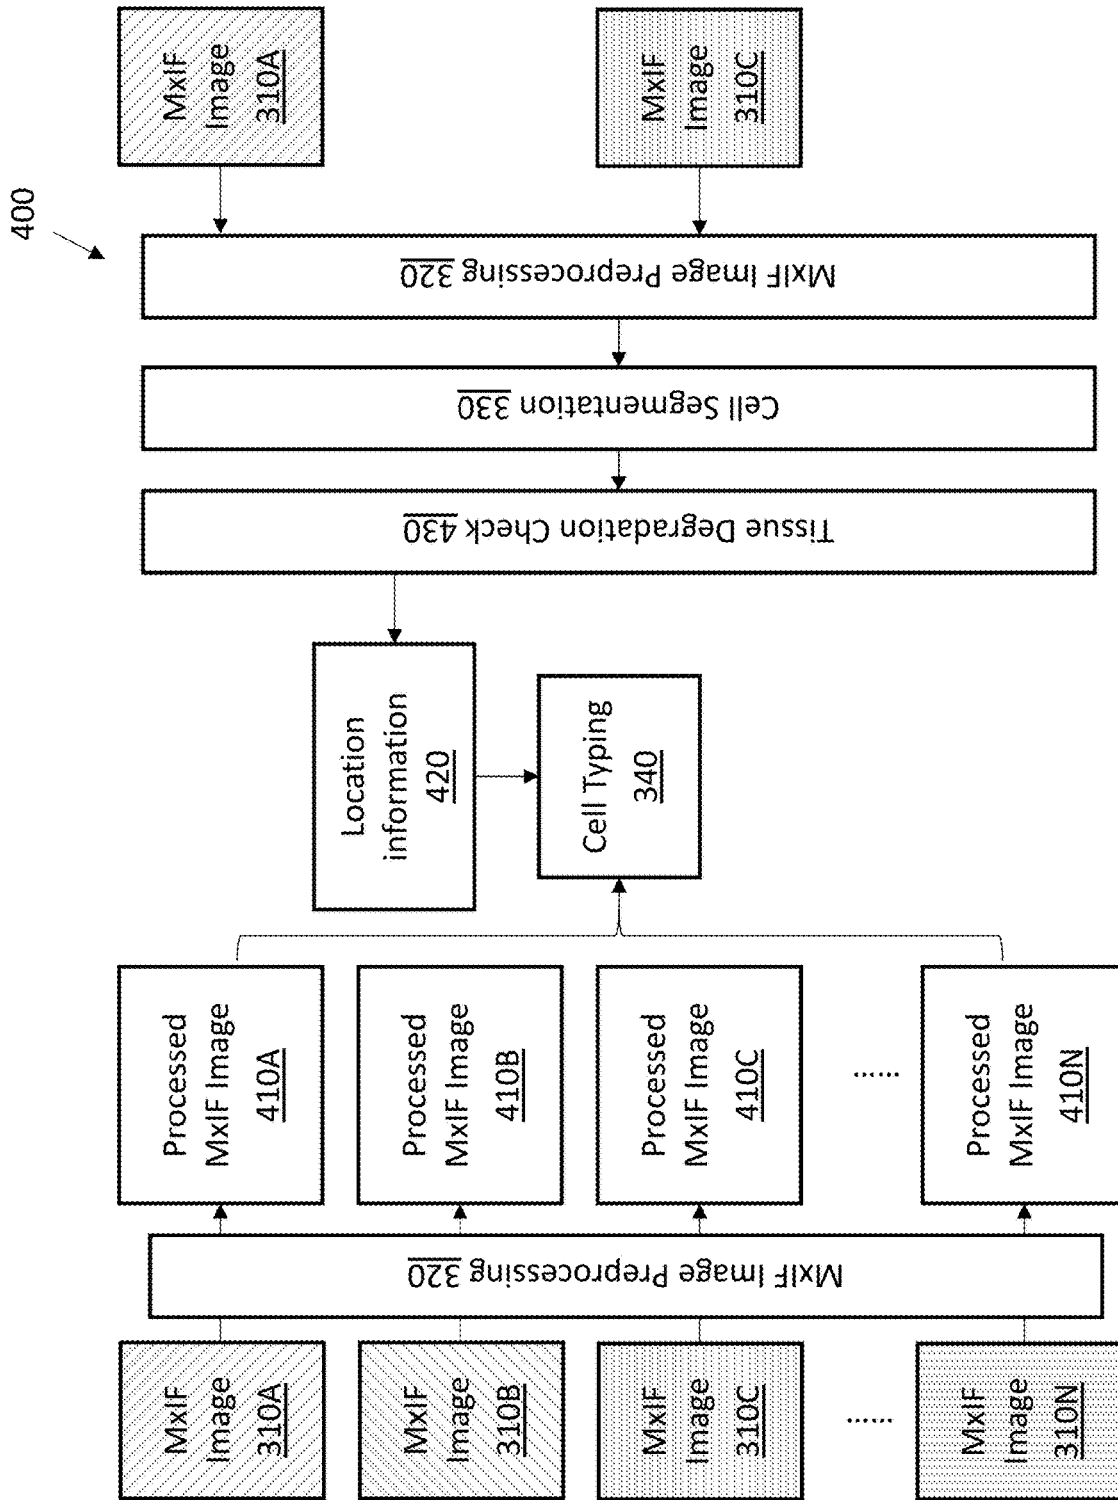 400
MxIF
Image
310A
MxIF
Image
310C
MxIF Image Preprocessing 320
Cell Segmentation 330
Tissue Degradation Check 430
Location
information
420
Cell Typing
340
Processed
MxIF Image
410A
Processed
MxIF Image
410B
Processed
MxIF Image
410C
......
Processed
MxIF Image
410N
MxIF Image Preprocessing 320
MxIF
Image
310A
MxIF
Image
310B
MxIF
Image
310C
......
MxIF
Image
310N